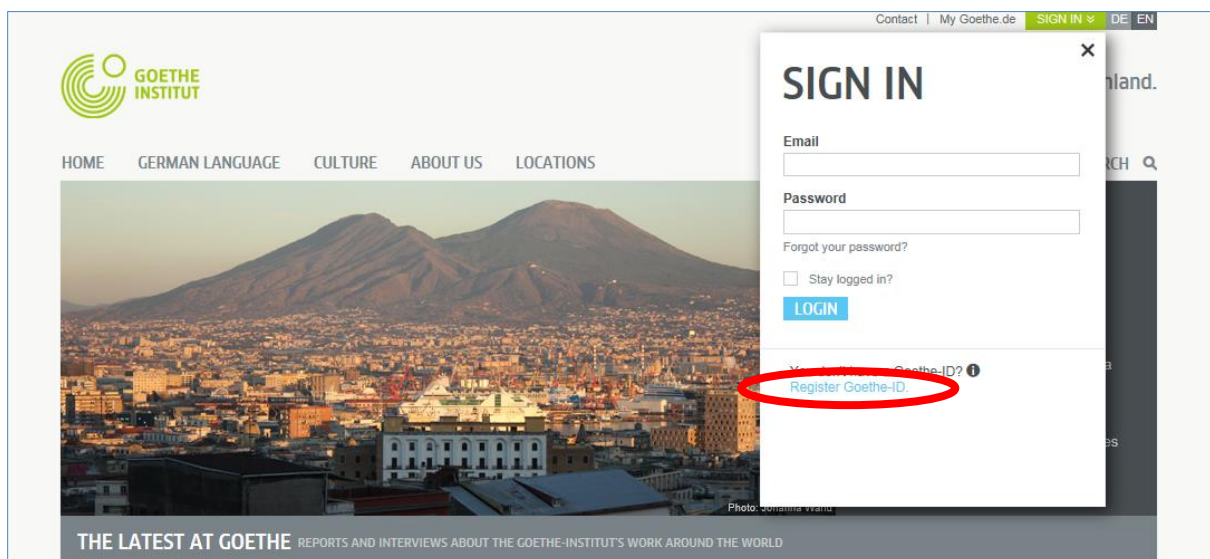 Contact | My Goethe.de SIGN IN DE EN
GOETHE
INSTITUT
nland.
HOME GERMAN LANGUAGE CULTURE ABOUT US LOCATIONS
RCH
SIGN IN
Email
Password
Forgot your password?
Stay logged in?
LOGIN
Goethe-ID?
Register Goethe-ID.
a
es
Photo: Johanna Wand
THE LATEST AT GOETHE REPORTS AND INTERVIEWS ABOUT THE GOETHE-INSTITUT'S WORK AROUND THE WORLD